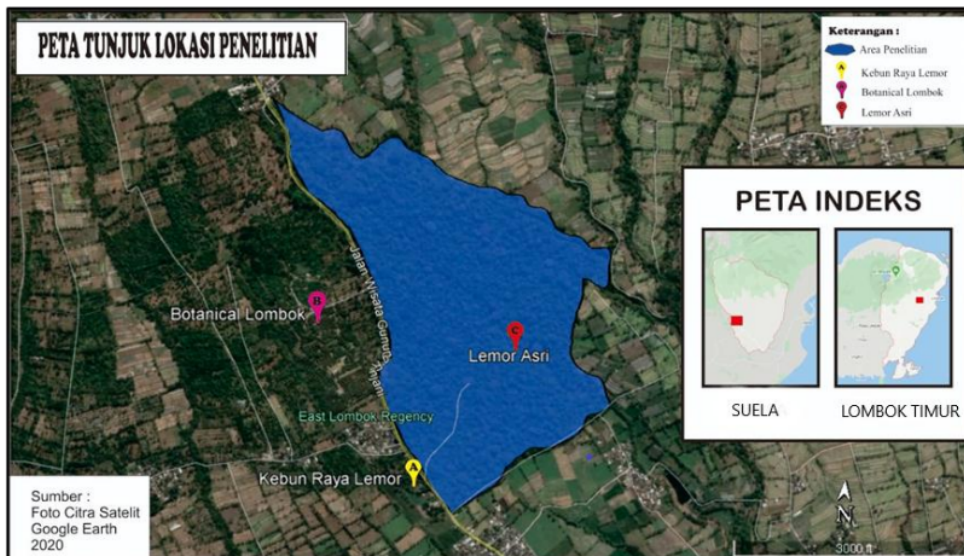 PETA TUNJUK LOKASI PENELITIAN
Keterangan :
Area Penelitian
A
Kebun Raya Lemor
Botanical Lombok
Lemor Asri
PETA INDEKS
SUELA
LOMBOK TIMUR
B
Botanical Lombok
Jalan Wisata Gunung
C
Lemor Asri
East Lombok Regency
A
Kebun Raya Lemor
Sumber :
Foto Citra Satelit
Google Earth
2020
N
3000 ft